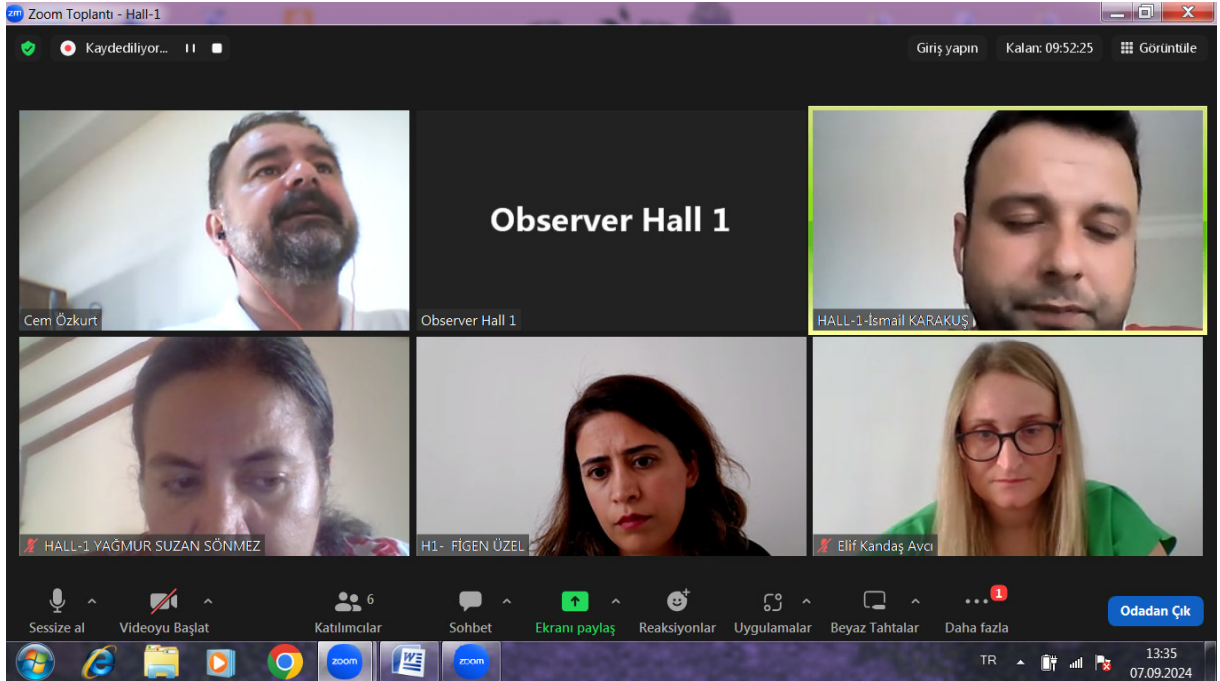 zm Zoom Toplantı - Hall-1
Kaydediliyor...
Giriş yapın
Kalan: 09:52:25
Görüntüle
Cem Özkurt
Observer Hall 1
Observer Hall 1
HALL-1-İsmail KARAKUŞ
HALL-1 YAĞMUR SUZAN SÖNMEZ
H1- FİGEN ÜZEL
Elif Kandaş Avcı
6
1
Sessize al
Videoyu Başlat
Katılımcılar
Sohbet
Ekranı paylaş
Reaksiyonlar
Uygulamalar
Beyaz Tahtalar
Daha fazla
Odadan Çık
zoom
W
zoom
TR
13:35
07.09.2024